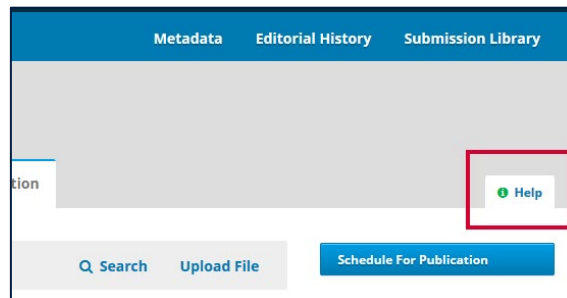 Metadata Editorial History Submission Library
tion
Help
Search Upload File
Schedule For Publication